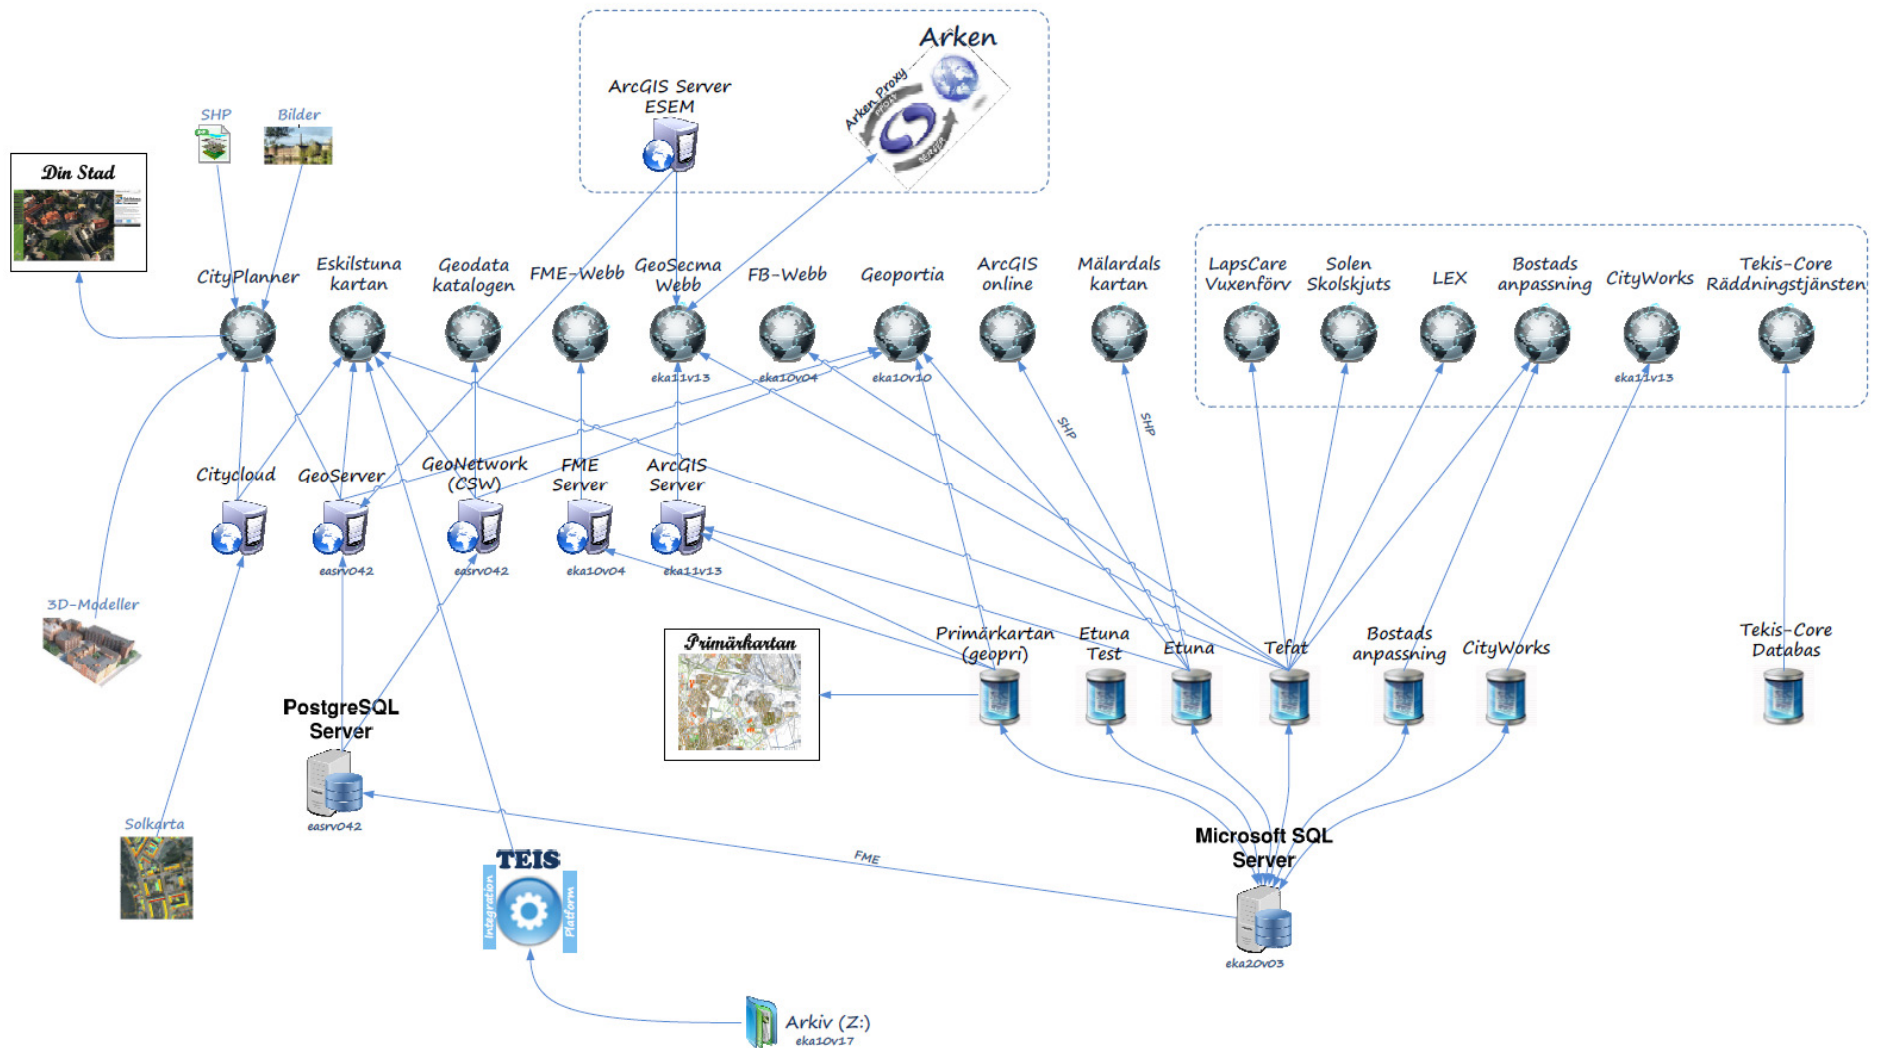 Arken
ArcGIS Server
ESEM
Arken Proxy
PROXY
SERVER
SHP
Bilder
Din Stad
CityPlanner
Eskilstuna
kartan
Geodata
katalogen
FME-Webb
GeoSecma
Webb
FB-Webb
Geoportia
ArcGIS
online
Mälardals
kartan
LapsCare
Vuxenförv
Solen
Skolskjuts
LEX
Bostads
anpassning
CityWorks
Tekis-Core
Räddningstjänsten
eka11v13
eka10v04
eka10v10
eka11v13
SHP
SHP
Citycloud
GeoServer
GeoNetwork
(CSW)
FME
Server
ArcGIS
Server
easrv042
easrv042
eka10v04
eka11v13
3D-Modeller
Primärkartan
Primärkartan
(geopri)
Etuna
Test
Etuna
Tefat
Bostads
anpassning
CityWorks
Tekis-Core
Databas
PostgreSQL
Server
easrv042
Solkarta
FME
Microsoft SQL
Server
eka20v03
TEIS
Integration
Platform
Arkiv (Z:)
eka10v17